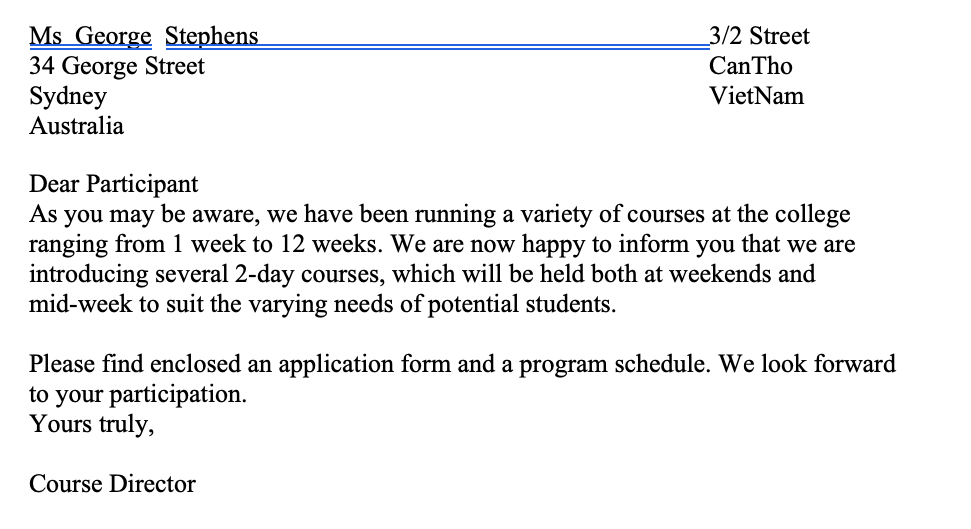 Ms George Stephens 3/2 Street
34 George Street CanTho
Sydney VietNam
Australia
Dear Participant
As you may be aware, we have been running a variety of courses at the college
ranging from 1 week to 12 weeks. We are now happy to inform you that we are
introducing several 2-day courses, which will be held both at weekends and
mid-week to suit the varying needs of potential students.
Please find enclosed an application form and a program schedule. We look forward
to your participation.
Yours truly,
Course Director